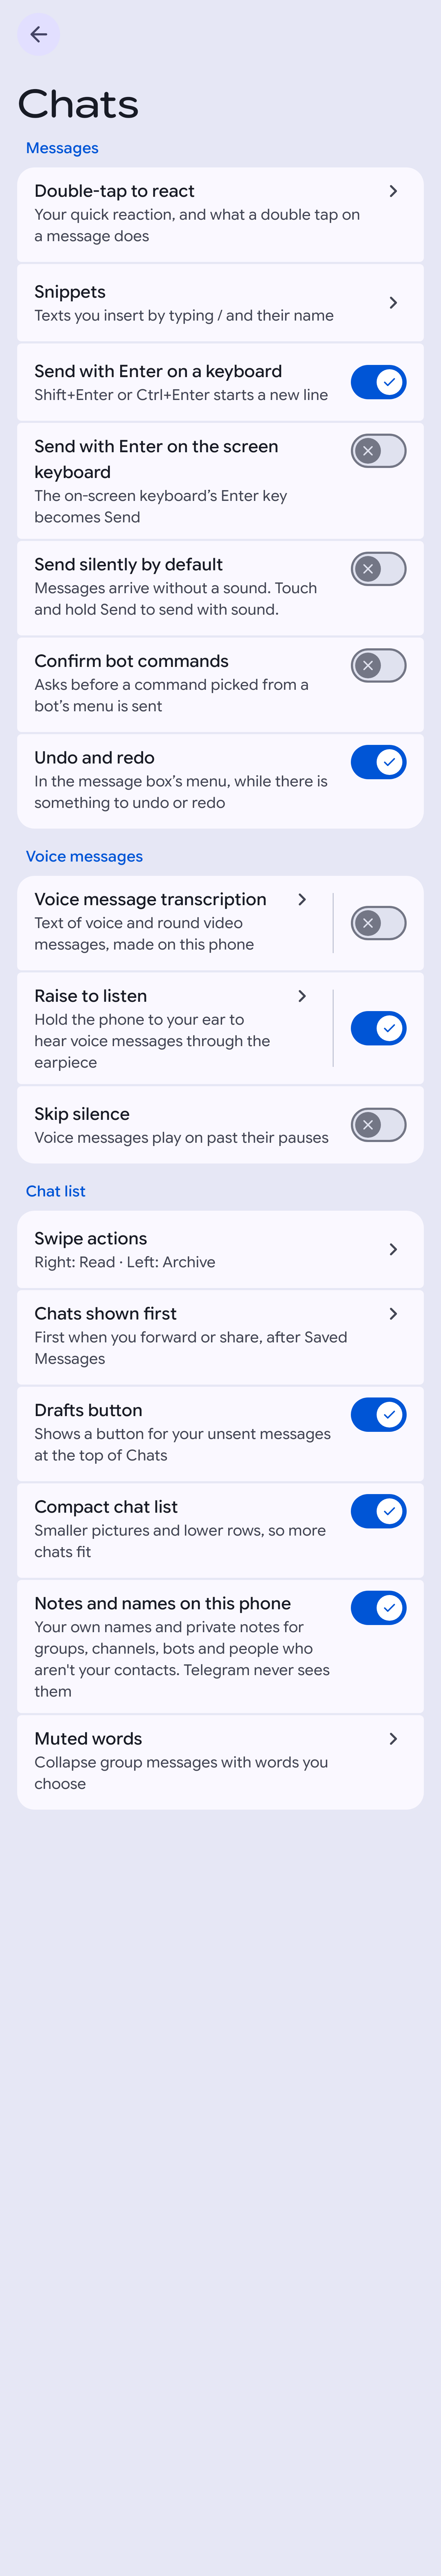 Chats
Messages
Double-tap to react
Your quick reaction, and what a double tap on
a message does
Snippets
Texts you insert by typing / and their name
Send with Enter on a keyboard
Shift+Enter or Ctrl+Enter starts a new line
Send with Enter on the screen
keyboard
The on-screen keyboard’s Enter key
becomes Send
Send silently by default
Messages arrive without a sound. Touch
and hold Send to send with sound.
Confirm bot commands
Asks before a command picked from a
bot’s menu is sent
Undo and redo
In the message box’s menu, while there is
something to undo or redo
Voice messages
Voice message transcription
Text of voice and round video
messages, made on this phone
Raise to listen
Hold the phone to your ear to
hear voice messages through the
earpiece
Skip silence
Voice messages play on past their pauses
Chat list
Swipe actions
Right: Read · Left: Archive
Chats shown first
First when you forward or share, after Saved
Messages
Drafts button
Shows a button for your unsent messages
at the top of Chats
Compact chat list
Smaller pictures and lower rows, so more
chats fit
Notes and names on this phone
Your own names and private notes for
groups, channels, bots and people who
aren't your contacts. Telegram never sees
them
Muted words
Collapse group messages with words you
choose